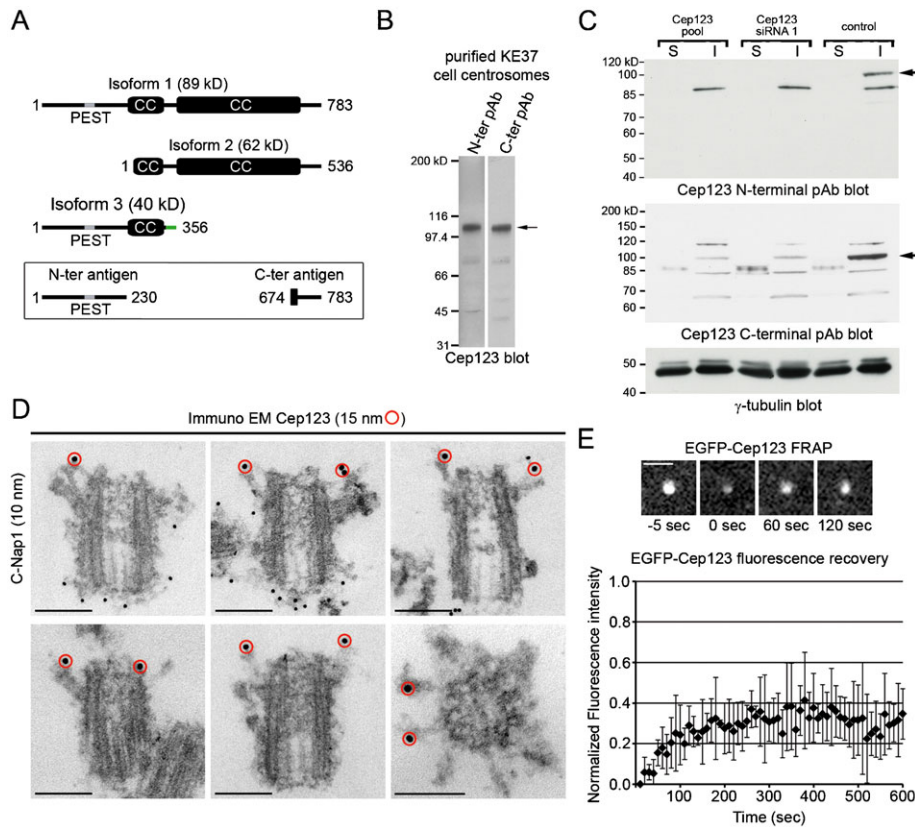 A
Isoform 1 (89 kD)
1 CC CC 783
PEST
Isoform 2 (62 kD)
1 CC CC 536
Isoform 3 (40 kD)
1 CC 356
PEST
N-ter antigen C-ter antigen
1 230 674 783
PEST
B
purified KE37
cell centrosomes
N-ter pAb
C-ter pAb
200 kD
116
97.4
66
45
31
Cep123 blot
C
Cep123 pool
Cep123 siRNA 1
control
S I S I S I
120 kD
100
85
70
60
50
40
Cep123 N-terminal pAb blot
200 kD
150
120
100
85
70
60
Cep123 C-terminal pAb blot
50
40
γ-tubulin blot
D
Immuno EM Cep123 (15 nm )
C-Nap1 (10 nm)
E
EGFP-Cep123 FRAP
-5 sec 0 sec 60 sec 120 sec
EGFP-Cep123 fluorescence recovery
Normalized Fluorescence intensity
1.0
0.8
0.6
0.4
0.2
0.0
100 200 300 400 500 600
Time (sec)